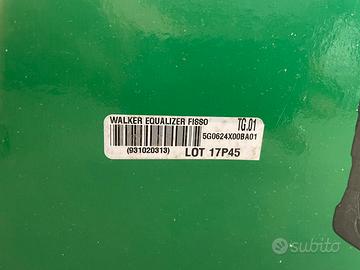 WALKER EQUALIZER FISSO TG.01
5G0624X00BA01
(931020313) LOT 17P45
subito